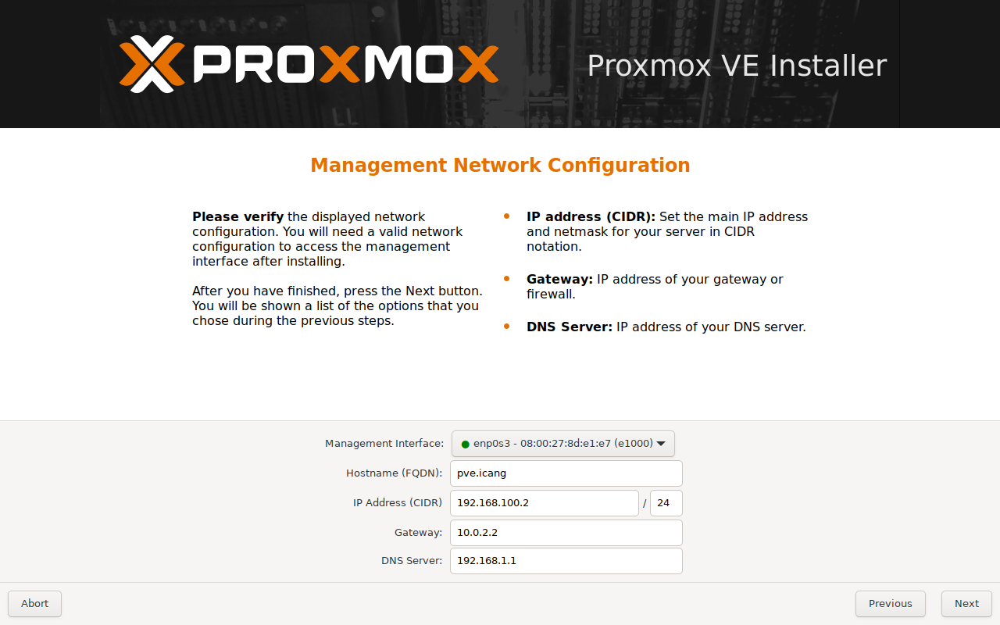 PROXMOX
Proxmox VE Installer
Management Network Configuration
Please verify the displayed network
configuration. You will need a valid network
configuration to access the management
interface after installing.
After you have finished, press the Next button.
You will be shown a list of the options that you
chose during the previous steps.
IP address (CIDR): Set the main IP address
and netmask for your server in CIDR
notation.
Gateway: IP address of your gateway or
firewall.
DNS Server: IP address of your DNS server.
Management Interface: enp0s3 - 08:00:27:8d:e1:e7 (e1000)
Hostname (FQDN): pve.icang
IP Address (CIDR) 192.168.100.2 / 24
Gateway: 10.0.2.2
DNS Server: 192.168.1.1
Abort Previous Next